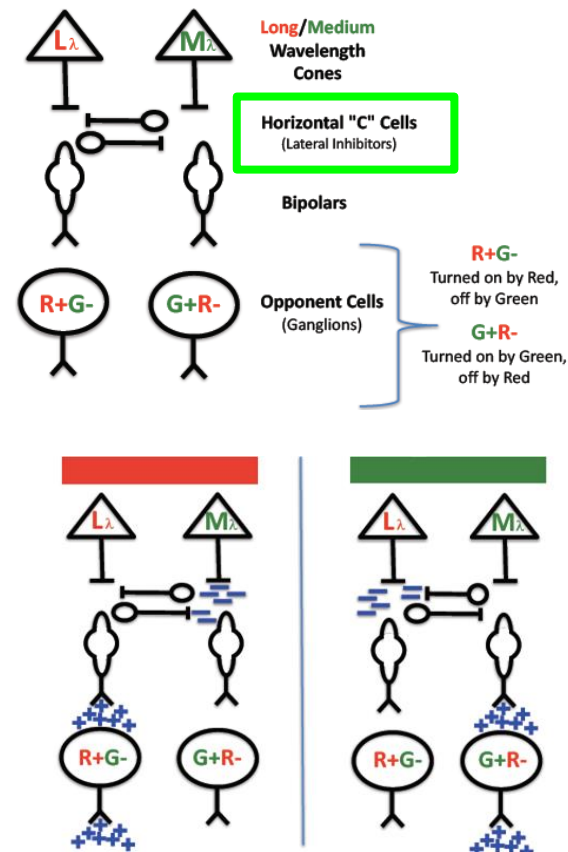 Lλ
Mλ
Long/Medium
Wavelength
Cones
Horizontal "C" Cells
(Lateral Inhibitors)
Bipolars
R+G-
G+R-
Opponent Cells
(Ganglions)
R+G-
Turned on by Red,
off by Green
G+R-
Turned on by Green,
off by Red
Lλ
Mλ
R+G-
G+R-
Lλ
Mλ
R+G-
G+R-